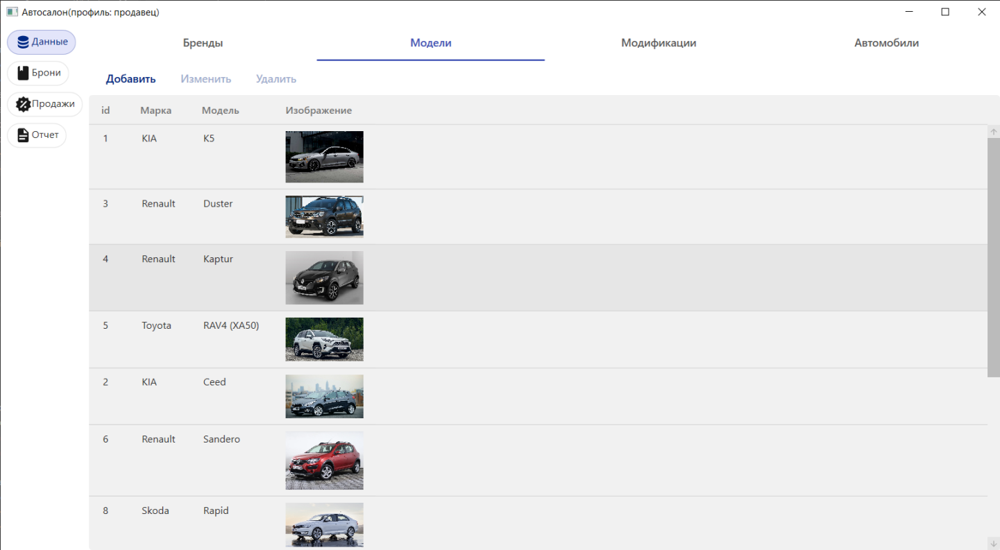 Автосалон(профиль: продавец)
Данные
Брони
Продажи
Отчет
Бренды Модели Модификации Автомобили
Добавить Изменить Удалить
id Марка Модель Изображение
1 KIA K5
3 Renault Duster
4 Renault Kaptur
5 Toyota RAV4 (XA50)
2 KIA Ceed
6 Renault Sandero
8 Skoda Rapid